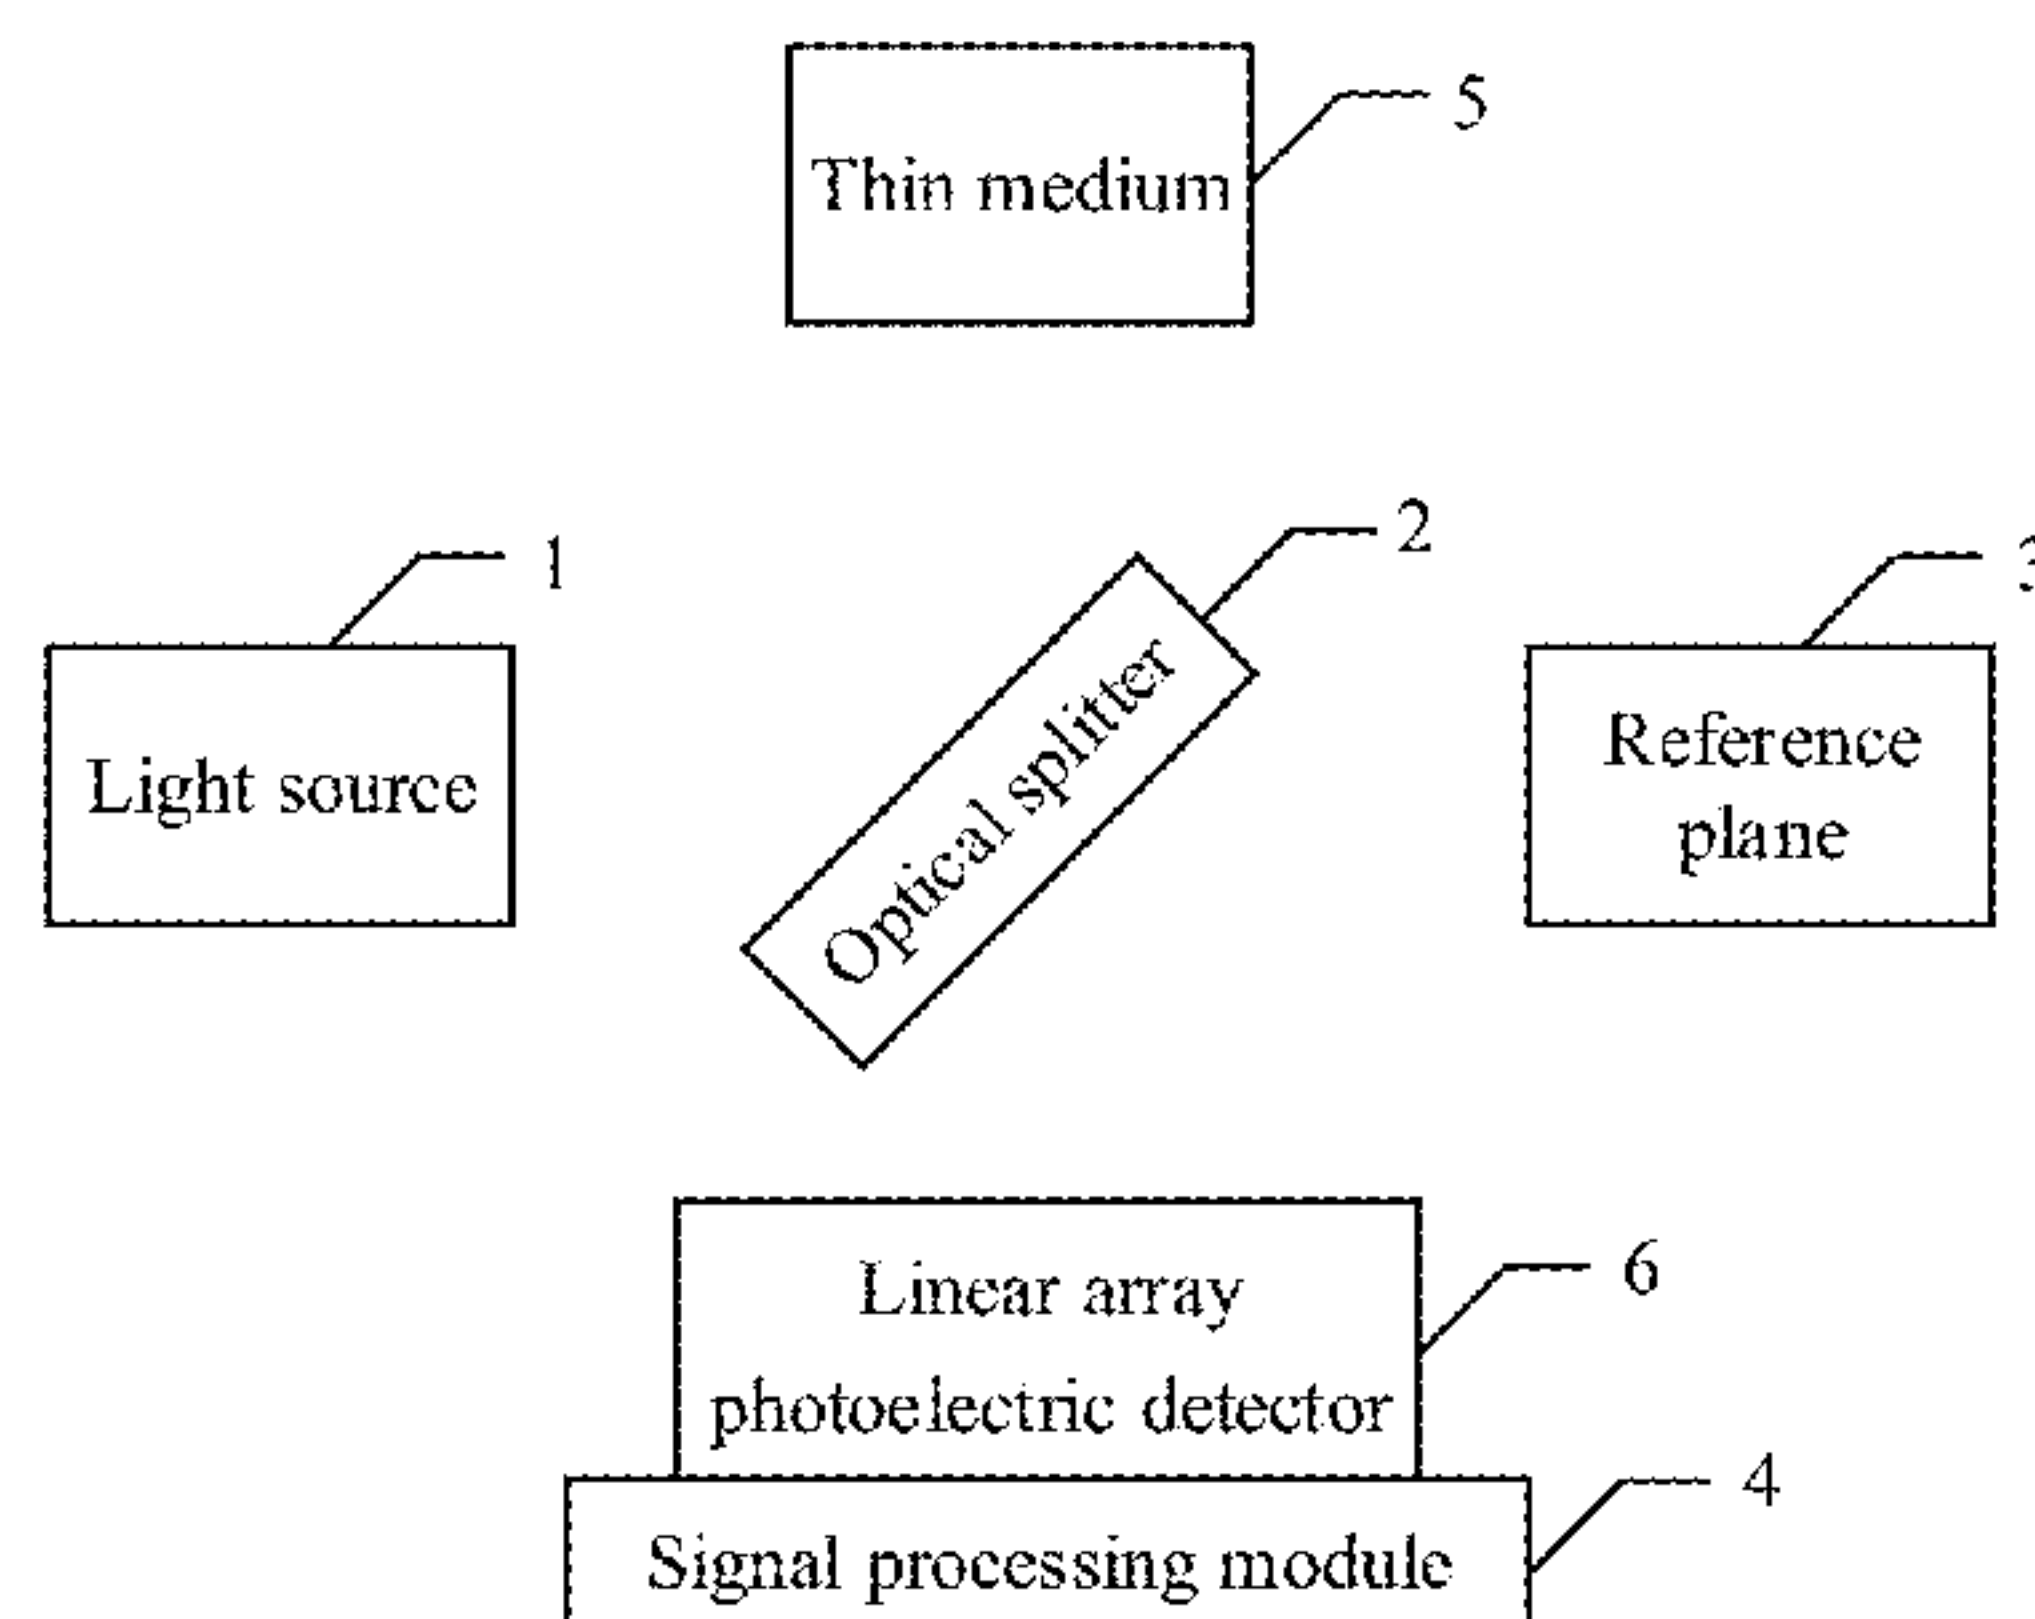 5
Thin medium
2
1
3
Light source
Optical splitter
Reference
plane
Linear array
photoelectric detector
6
Signal processing module
4